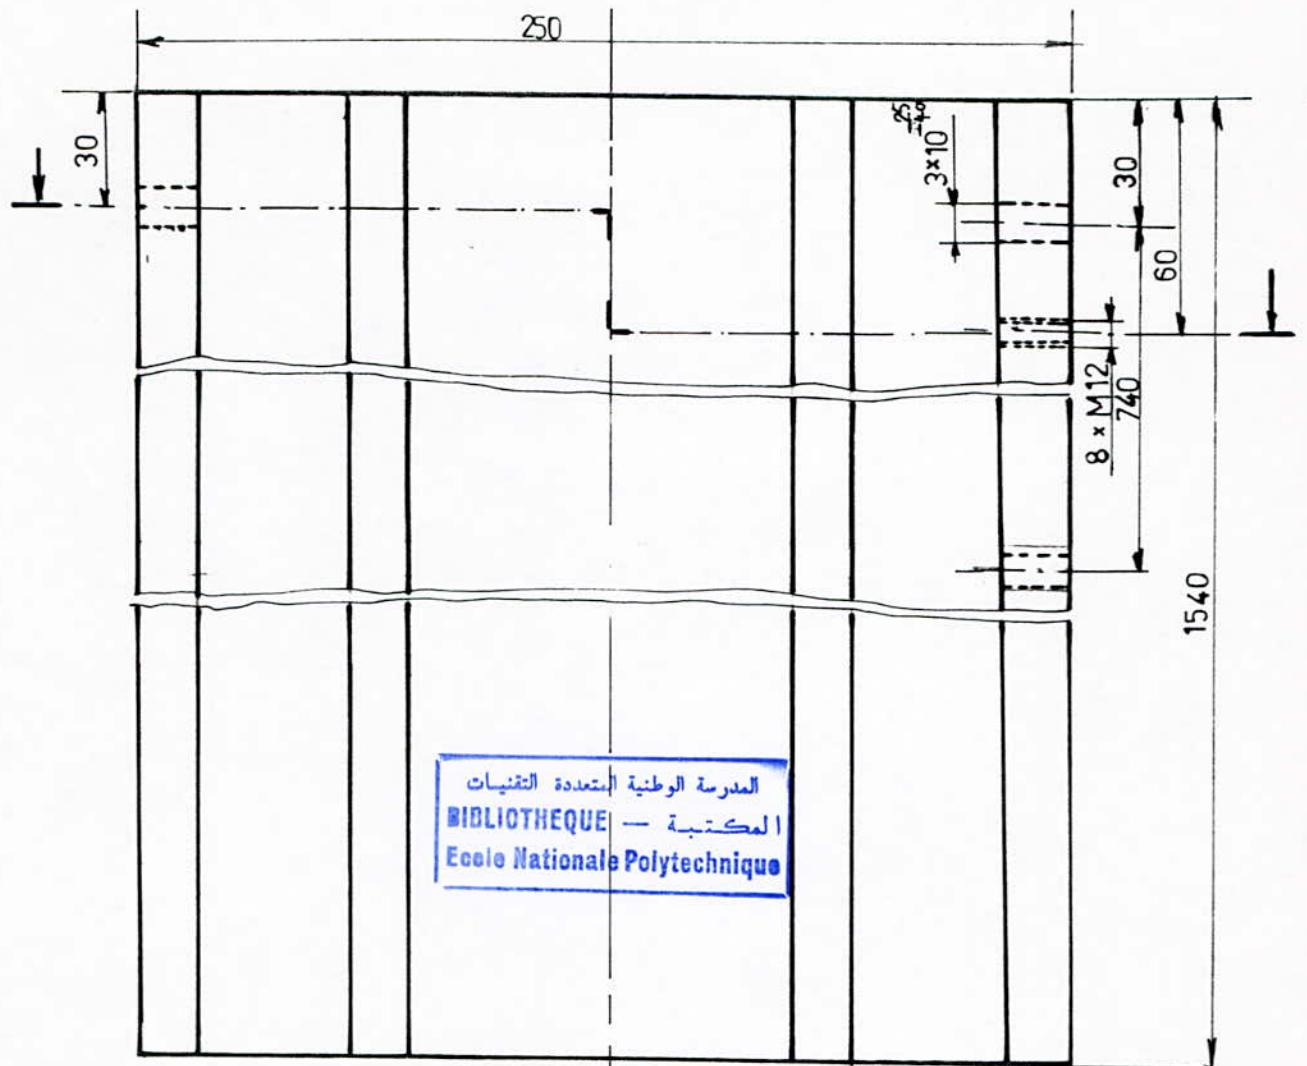 250
30
3×10
30
60
8 × M12
740
1540
المدرسة الوطنية المتعددة التقنيات
المكتبة — BIBLIOTHEQUE
Ecole Nationale Polytechnique